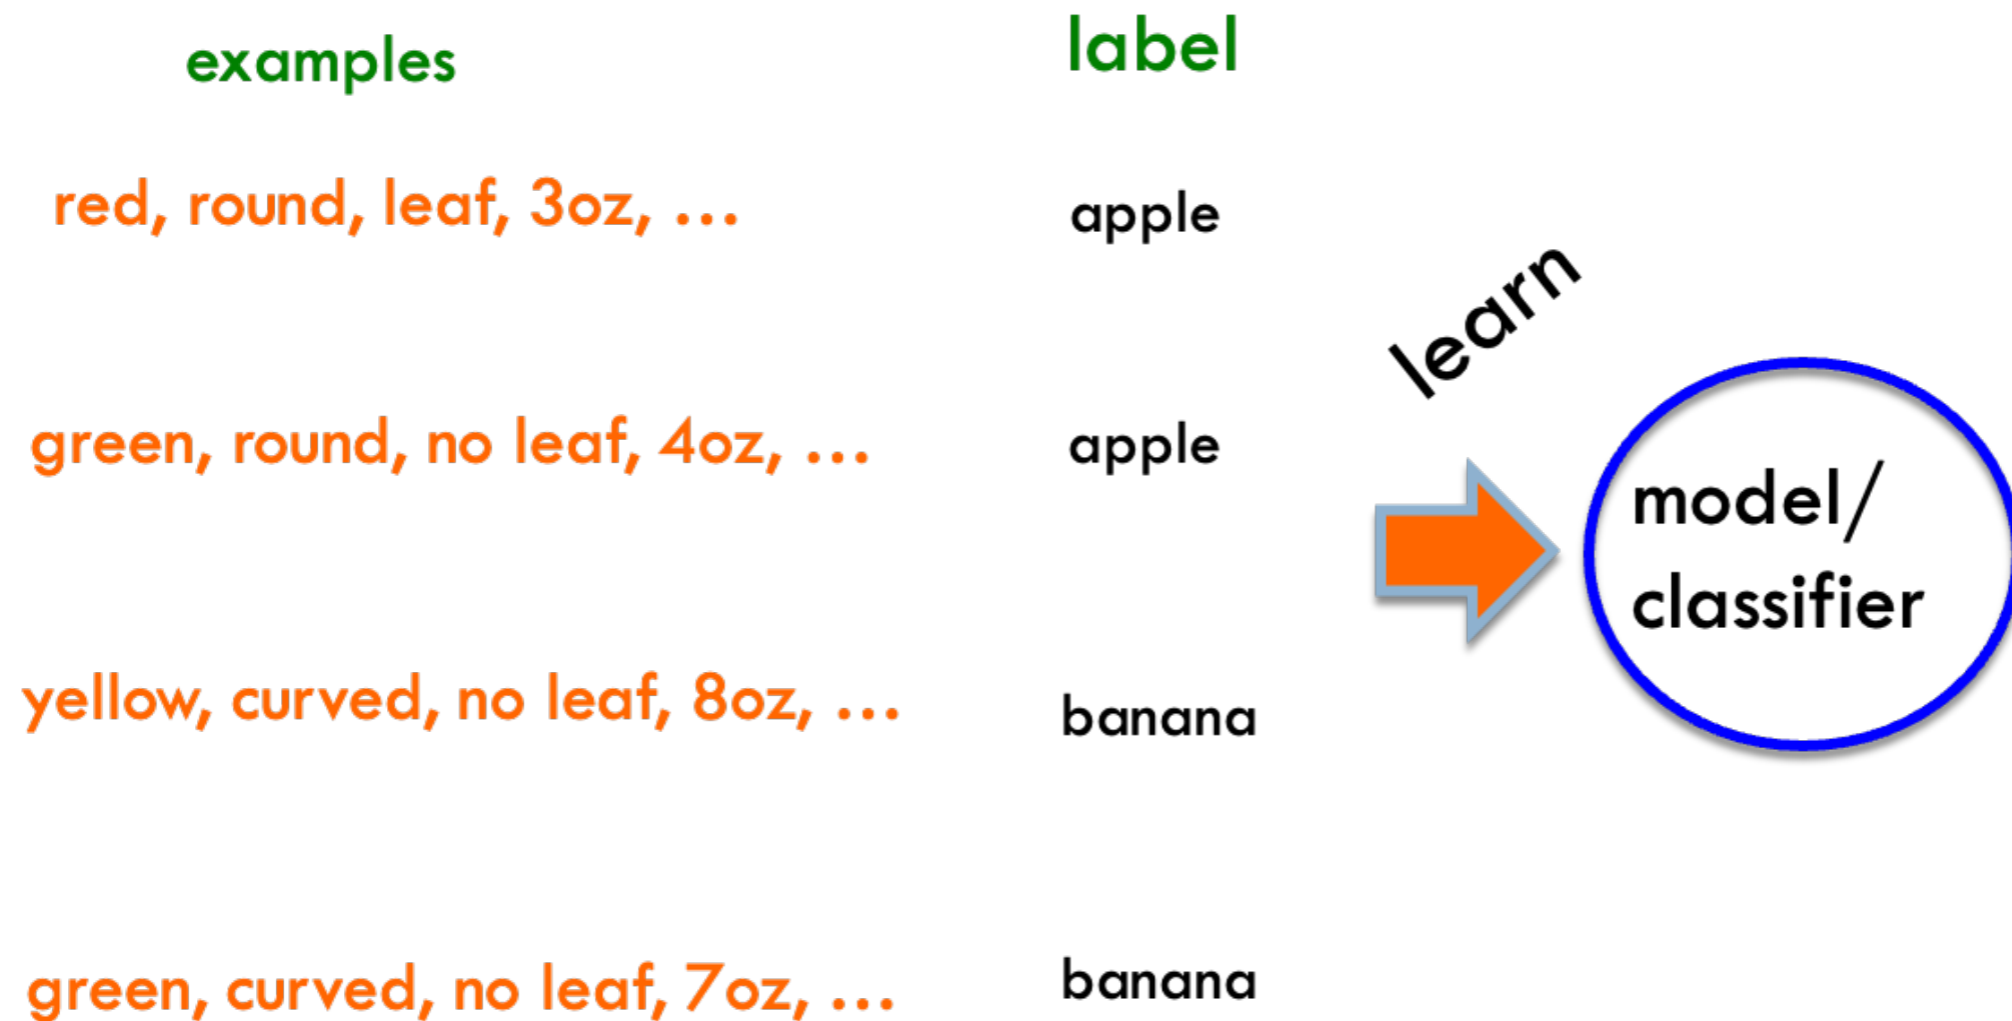 examples
label
red, round, leaf, 3oz, …
apple
green, round, no leaf, 4oz, …
apple
yellow, curved, no leaf, 8oz, …
banana
green, curved, no leaf, 7oz, …
banana
learn
model/
classifier